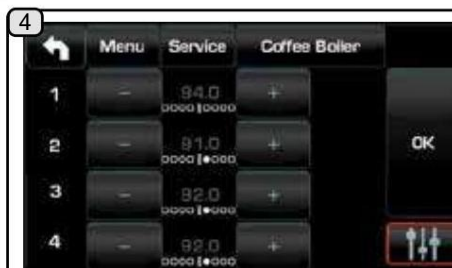 4
Menu Service Coffee Boiler
1 - 94.0 +
2 - 91.0 +
OK
3 - 92.0 +
4 - 92.0 +